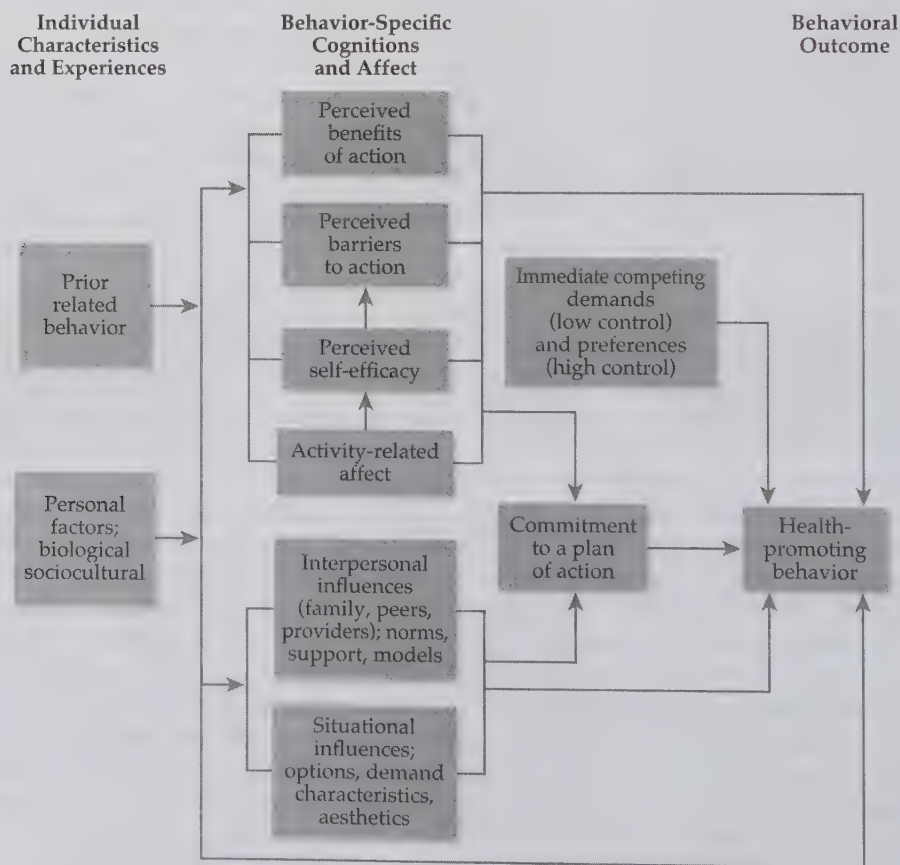 Individual
Characteristics
and Experiences
Behavior-Specific
Cognitions
and Affect
Behavioral
Outcome
Perceived
benefits
of action
Perceived
barriers
to action
Prior
related
behavior
Immediate competing
demands
(low control)
and preferences
(high control)
Perceived
self-efficacy
Activity-related
affect
Personal
factors;
biological
sociocultural
Commitment
to a plan
of action
Health-
promoting
behavior
Interpersonal
influences
(family, peers,
providers); norms,
support, models
Situational
influences;
options, demand
characteristics,
aesthetics